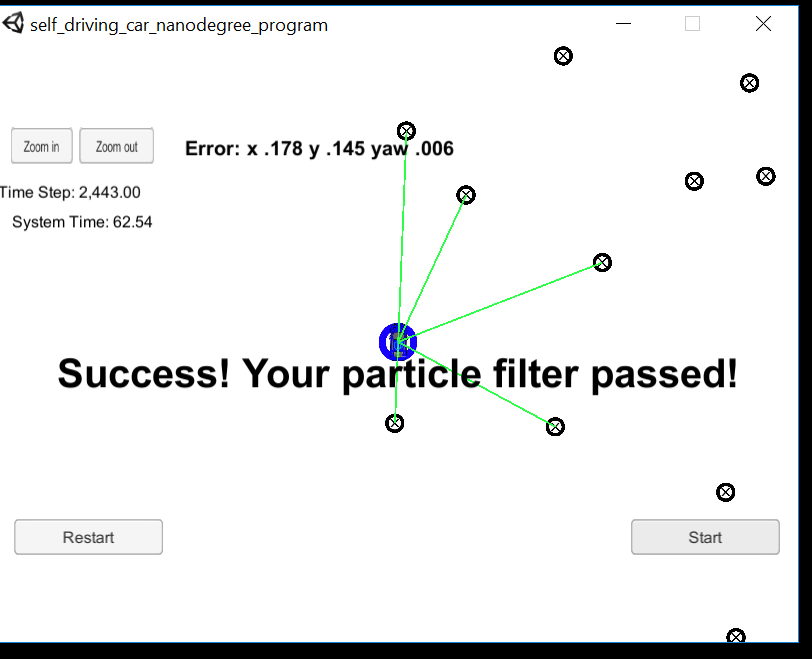 self_driving_car_nanodegree_program
Zoom in Zoom out
Error: x .178 y .145 yaw .006
Time Step: 2,443.00
System Time: 62.54
Success! Your particle filter passed!
Restart
Start